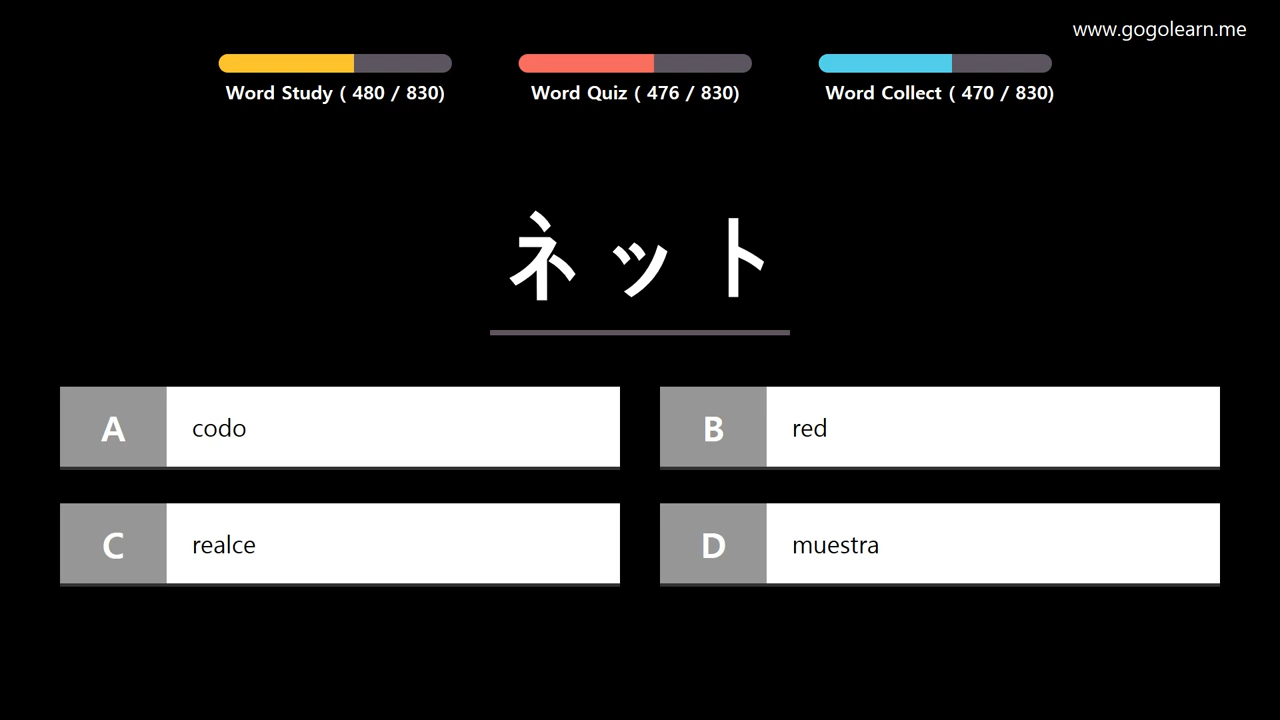 www.gogolearn.me
Word Study ( 480 / 830)
Word Quiz ( 476 / 830)
Word Collect ( 470 / 830)
ネット
A codo
B red
C realce
D muestra